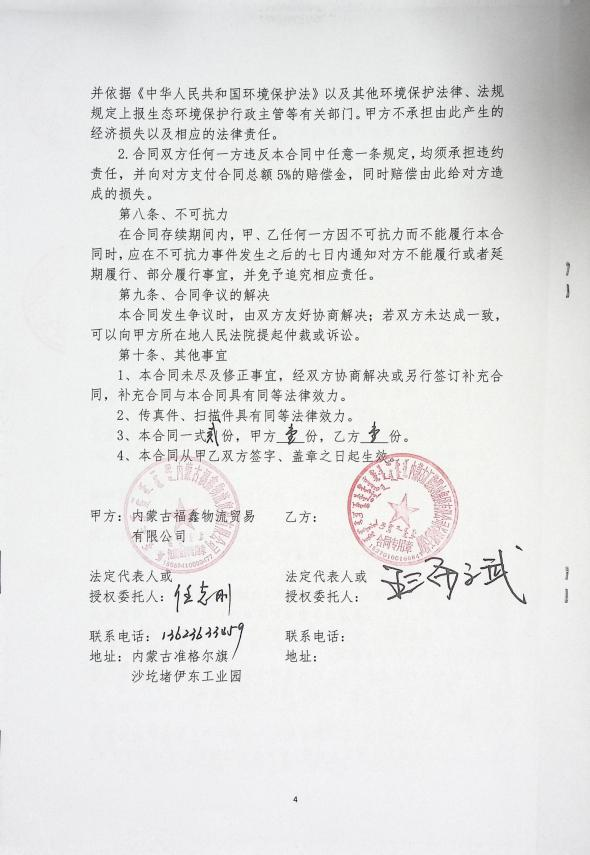 并依据《中华人民共和国环境保护法》以及其他环境保护法律、法规
规定上报生态环境保护行政主管等有关部门。甲方不承担由此产生的
经济损失以及相应的法律责任。
2.合同双方任何一方违反本合同中任意一条规定，均须承担违约
责任，并向对方支付合同总额5%的赔偿金，同时赔偿由此给对方造
成的损失。
第八条、不可抗力
在合同存续期间内，甲、乙任何一方因不可抗力而不能履行本合
同时，应在不可抗力事件发生之后的七日内通知对方不能履行或者延
期履行、部分履行事宜，并免予追究相应责任。
第九条、合同争议的解决
本合同发生争议时，由双方友好协商解决；若双方未达成一致，
可以向甲方所在地人民法院提起仲裁或诉讼。
第十条、其他事宜
1、本合同未尽及修正事宜，经双方协商解决或另行签订补充合
同，补充合同与本合同具有同等法律效力。
2、传真件、扫描件具有同等法律效力。
3、本合同一式贰份，甲方壹份，乙方壹份。
4、本合同从甲乙双方签字、盖章之日起生效
甲方：内蒙古福鑫物流贸易 乙方：
有限公司
合同专用章
法定代表人或 法定代表人或
授权委托人：任志刚 授权委托人：
联系电话： 联系电话：
地址：内蒙古准格尔旗 地址：
沙圪堵伊东工业园
4